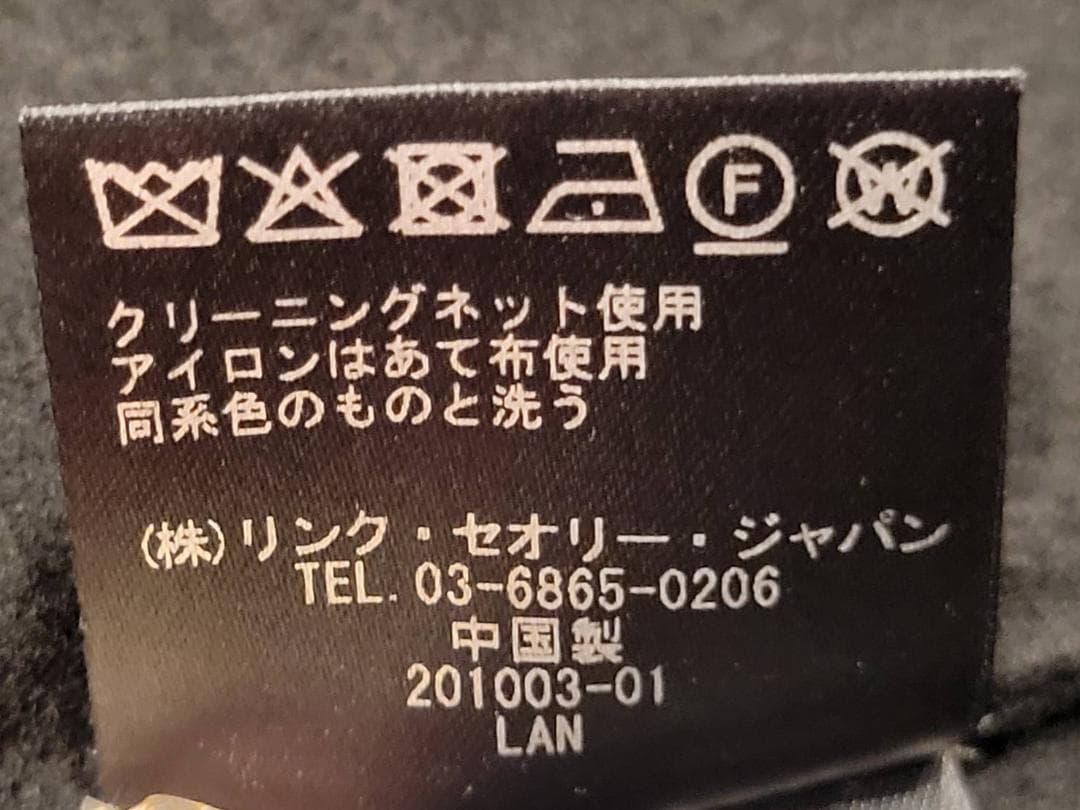 F W
クリーニングネット使用
アイロンはあて布使用
同系色のものと洗う
(株)リンク・セオリー・ジャパン
TEL. 03-6865-0206
中国製
201003-01
LAN